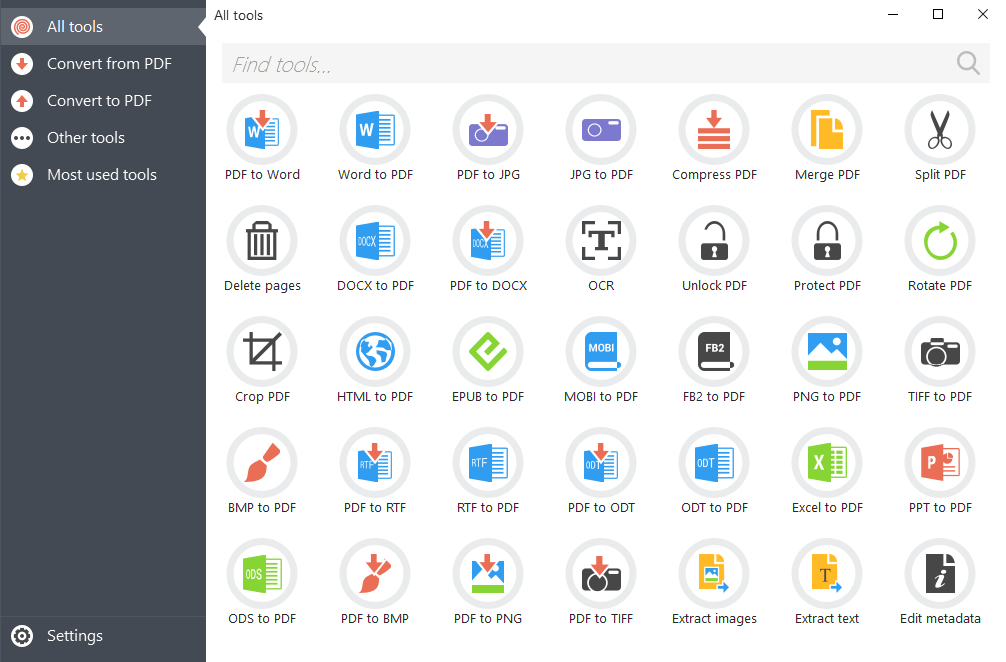 All tools
All tools
Convert from PDF
Convert to PDF
Other tools
Most used tools
Settings
Find tools...
W
W
PDF to Word
Word to PDF
PDF to JPG
JPG to PDF
Compress PDF
Merge PDF
Split PDF
DOCX
DOCX
T
Delete pages
DOCX to PDF
PDF to DOCX
OCR
Unlock PDF
Protect PDF
Rotate PDF
MOBI
FB2
Crop PDF
HTML to PDF
EPUB to PDF
MOBI to PDF
FB2 to PDF
PNG to PDF
TIFF to PDF
RTF
RTF
ODT
ODT
X
P
BMP to PDF
PDF to RTF
RTF to PDF
PDF to ODT
ODT to PDF
Excel to PDF
PPT to PDF
ODS
T
i
ODS to PDF
PDF to BMP
PDF to PNG
PDF to TIFF
Extract images
Extract text
Edit metadata